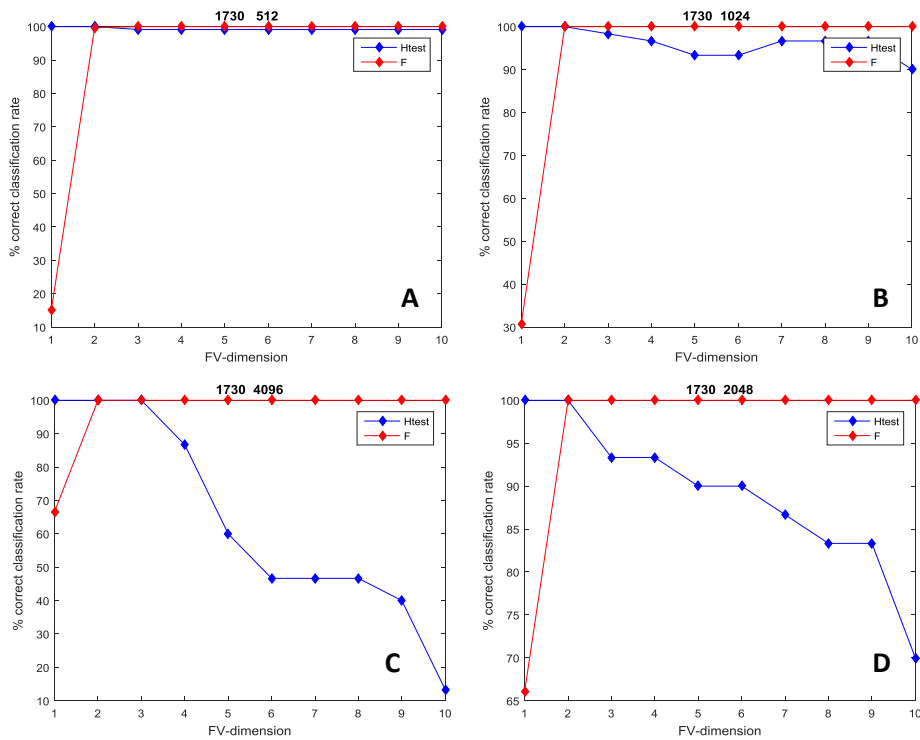 1730 512
100
90
80
70
60
50
40
30
20
10
% correct classification rate
1 2 3 4 5 6 7 8 9 10
FV-dimension
Htest
F
A
1730 1024
100
90
80
70
60
50
40
30
% correct classification rate
1 2 3 4 5 6 7 8 9 10
FV-dimension
Htest
F
B
1730 4096
100
90
80
70
60
50
40
30
20
10
% correct classification rate
1 2 3 4 5 6 7 8 9 10
FV-dimension
Htest
F
C
1730 2048
100
95
90
85
80
75
70
65
% correct classification rate
1 2 3 4 5 6 7 8 9 10
FV-dimension
Htest
F
D